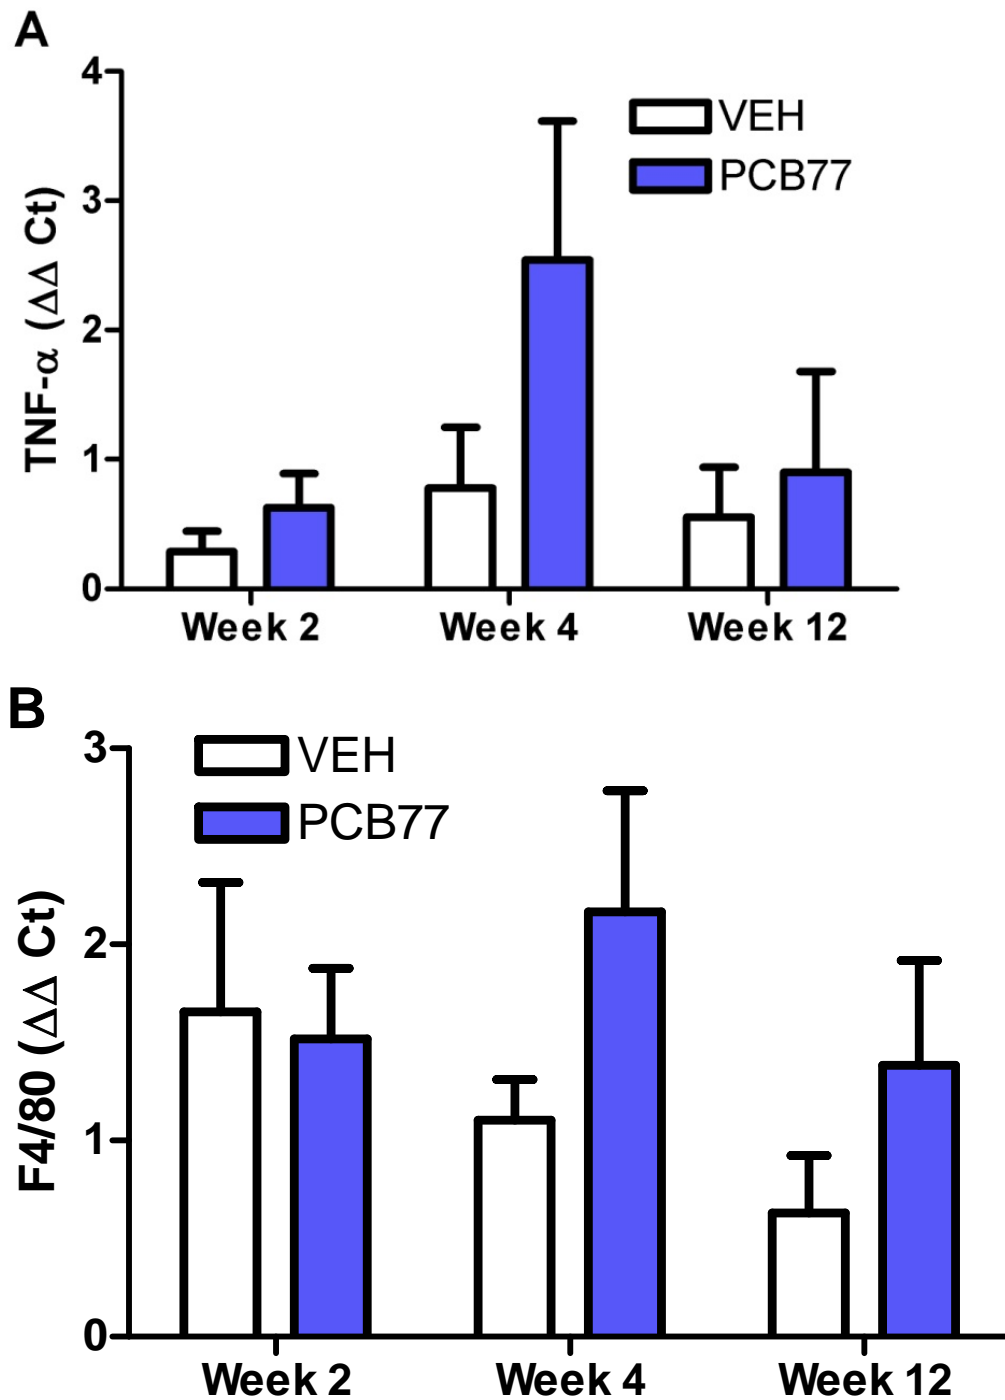 A
4
VEH
PCB77
3
2
1
0
TNF-α (ΔΔ Ct)
Week 2 Week 4 Week 12
B
3
VEH
PCB77
2
1
0
F4/80 (ΔΔ Ct)
Week 2 Week 4 Week 12